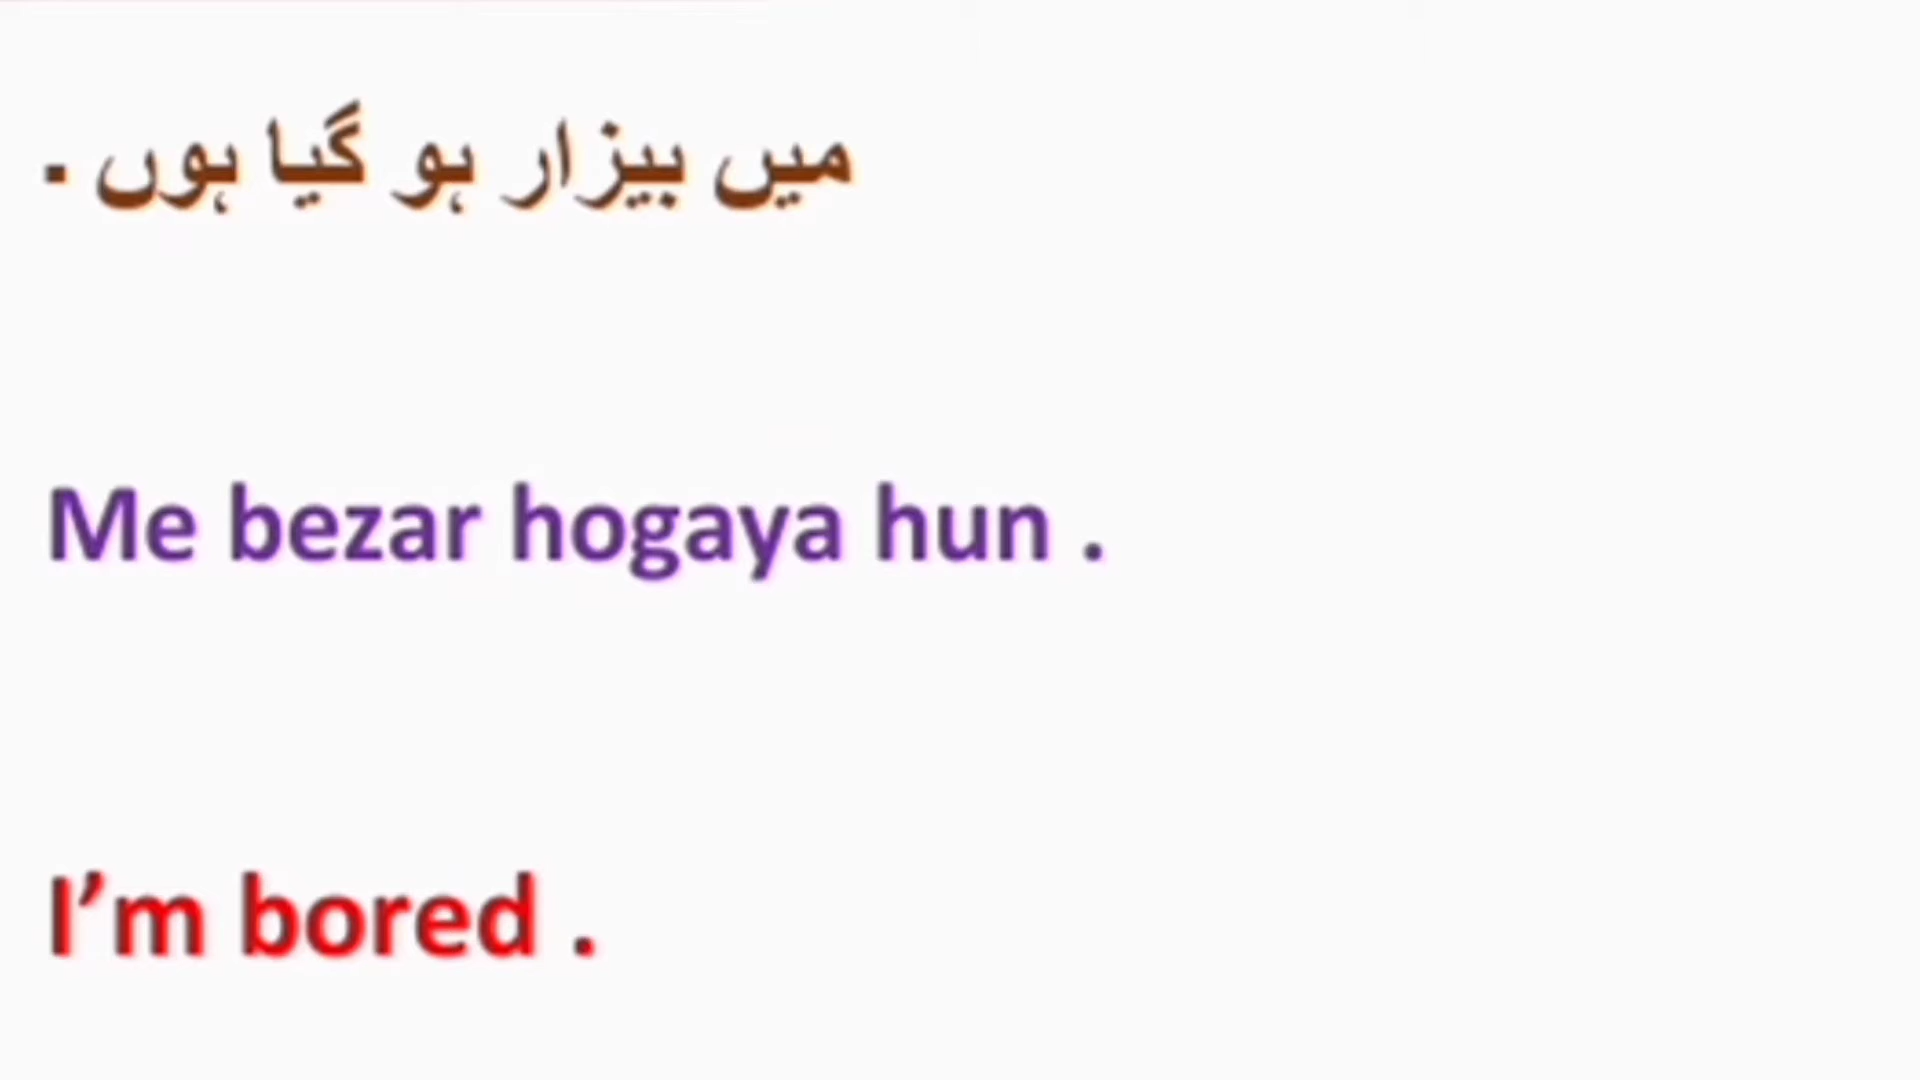 میں بیزار ہو گیا ہوں ۔
Me bezar hogaya hun .
I’m bored .